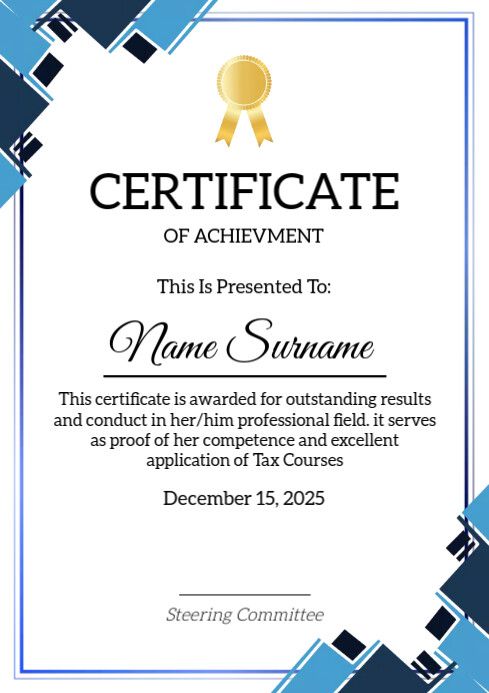 CERTIFICATE
OF ACHIEVMENT
This Is Presented To:
Name Surname
This certificate is awarded for outstanding results
and conduct in her/him professional field. it serves
as proof of her competence and excellent
application of Tax Courses
December 15, 2025
Steering Committee